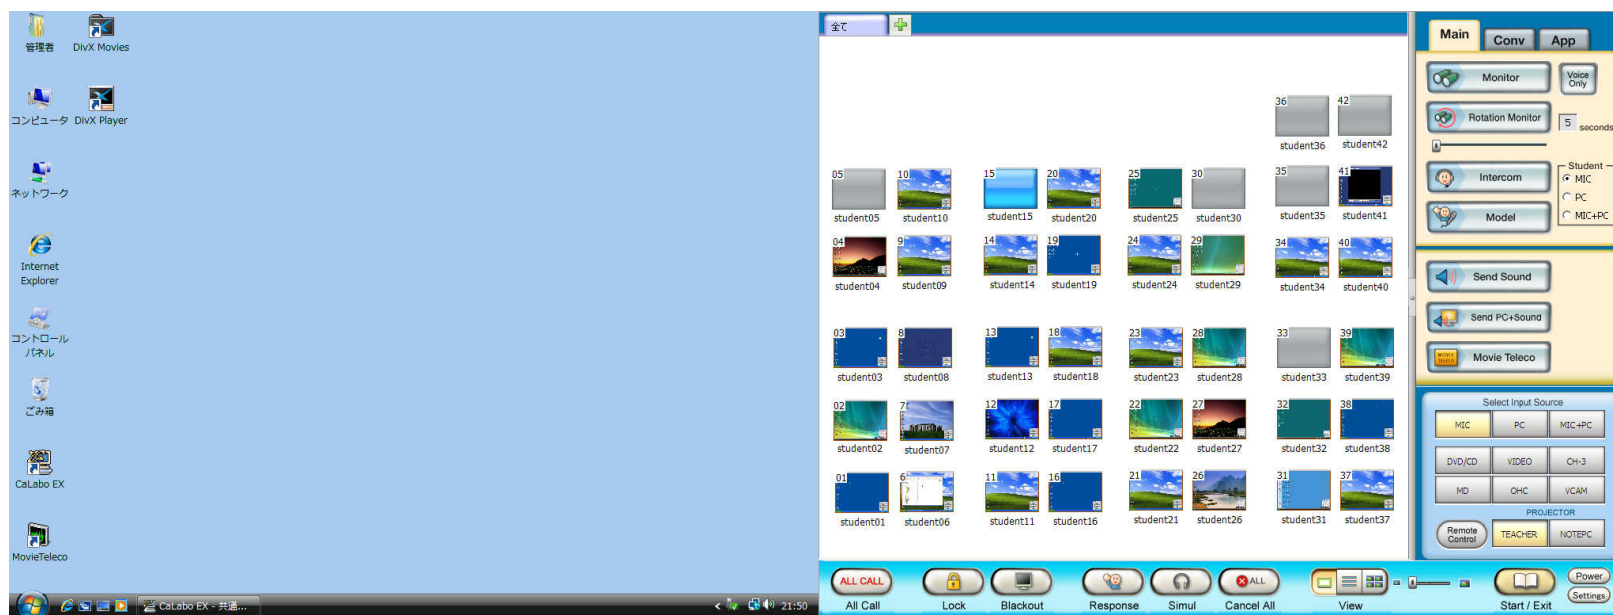 管理者
DivX Movies
コンピュータ
DivX Player
ネットワーク
Internet
Explorer
コントロール
パネル
ごみ箱
CaLabo EX
MovieTeleco
CaLabo EX - 共通...
21:50
全て
36
42
student36
student42
05
10
15
20
25
30
35
41
student05
student10
student15
student20
student25
student30
student35
student41
04
9
14
19
24
29
34
40
student04
student09
student14
student19
student24
student29
student34
student40
03
8
13
18
23
28
33
39
student03
student08
student13
student18
student23
student28
student33
student39
02
7
12
17
22
27
32
38
student02
student07
student12
student17
student22
student27
student32
student38
01
6
11
16
21
26
31
37
student01
student06
student11
student16
student21
student26
student31
student37
Main
Conv
App
Monitor
Voice
Only
Rotation Monitor
5
seconds
Intercom
Model
Student
MIC
PC
MIC+PC
Send Sound
Send PC+Sound
MOVIE
TELECO
Movie Teleco
Select Input Source
MIC
PC
MIC+PC
DVD/CD
VIDEO
CH-3
MD
OHC
VCAM
PROJECTOR
Remote
Control
TEACHER
NOTEPC
ALL CALL
All Call
Lock
Blackout
Response
Simul
ALL
Cancel All
View
Start / Exit
Power
Settings